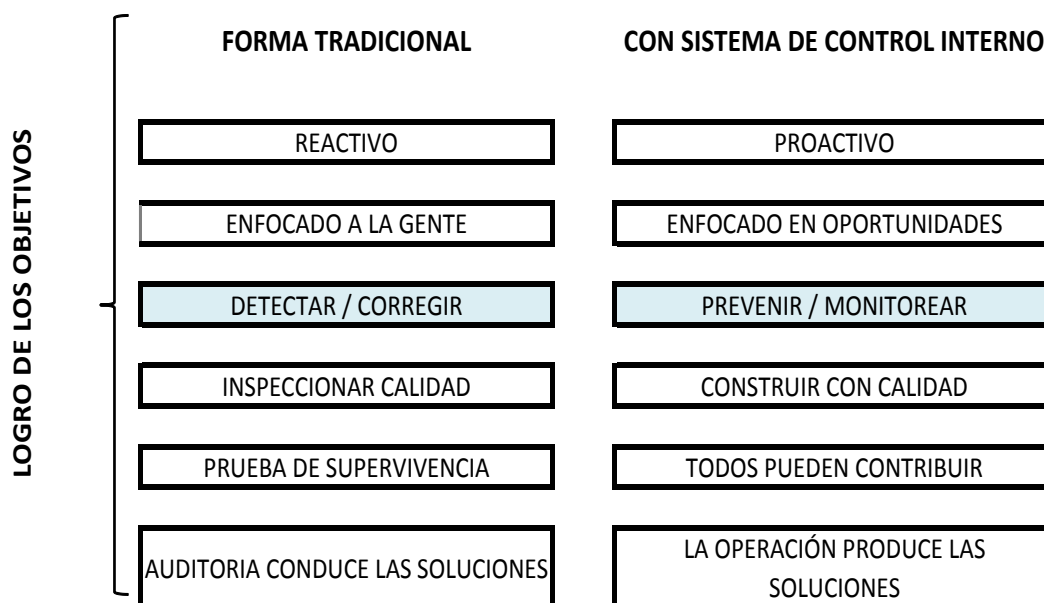 FORMA TRADICIONAL
CON SISTEMA DE CONTROL INTERNO
LOGRO DE LOS OBJETIVOS
REACTIVO
PROACTIVO
ENFOCADO A LA GENTE
ENFOCADO EN OPORTUNIDADES
DETECTAR / CORREGIR
PREVENIR / MONITOREAR
INSPECCIONAR CALIDAD
CONSTRUIR CON CALIDAD
PRUEBA DE SUPERVIVENCIA
TODOS PUEDEN CONTRIBUIR
AUDITORIA CONDUCE LAS SOLUCIONES
LA OPERACIÓN PRODUCE LAS
SOLUCIONES